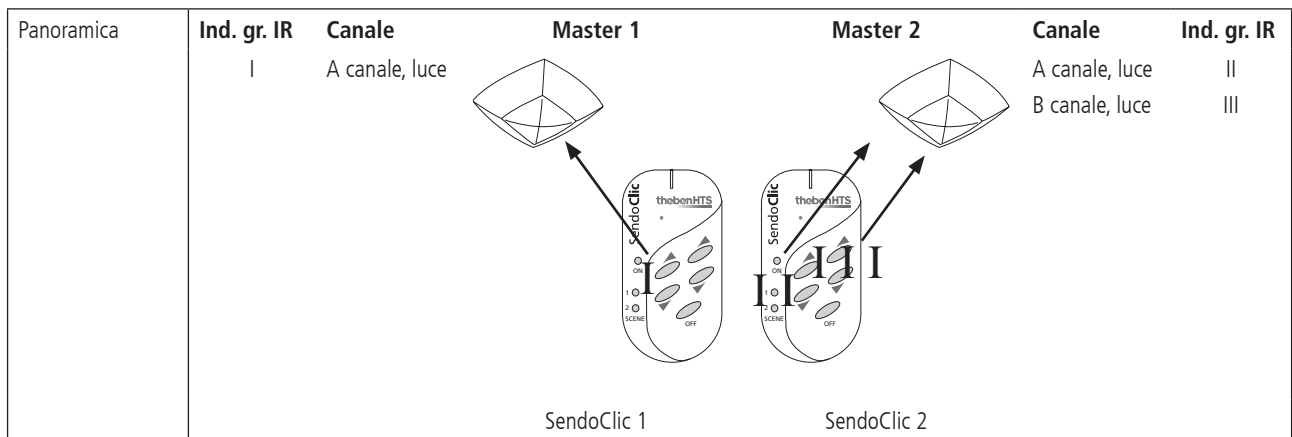 Panoramica
Ind. gr. IR Canale Master 1 Master 2 Canale Ind. gr. IR
I A canale, luce A canale, luce II
B canale, luce III
SendoClic thebenHTS
ON
1
2
SCENE
OFF
I
SendoClic thebenHTS
ON
1
2
SCENE
OFF
II
III
SendoClic 1 SendoClic 2